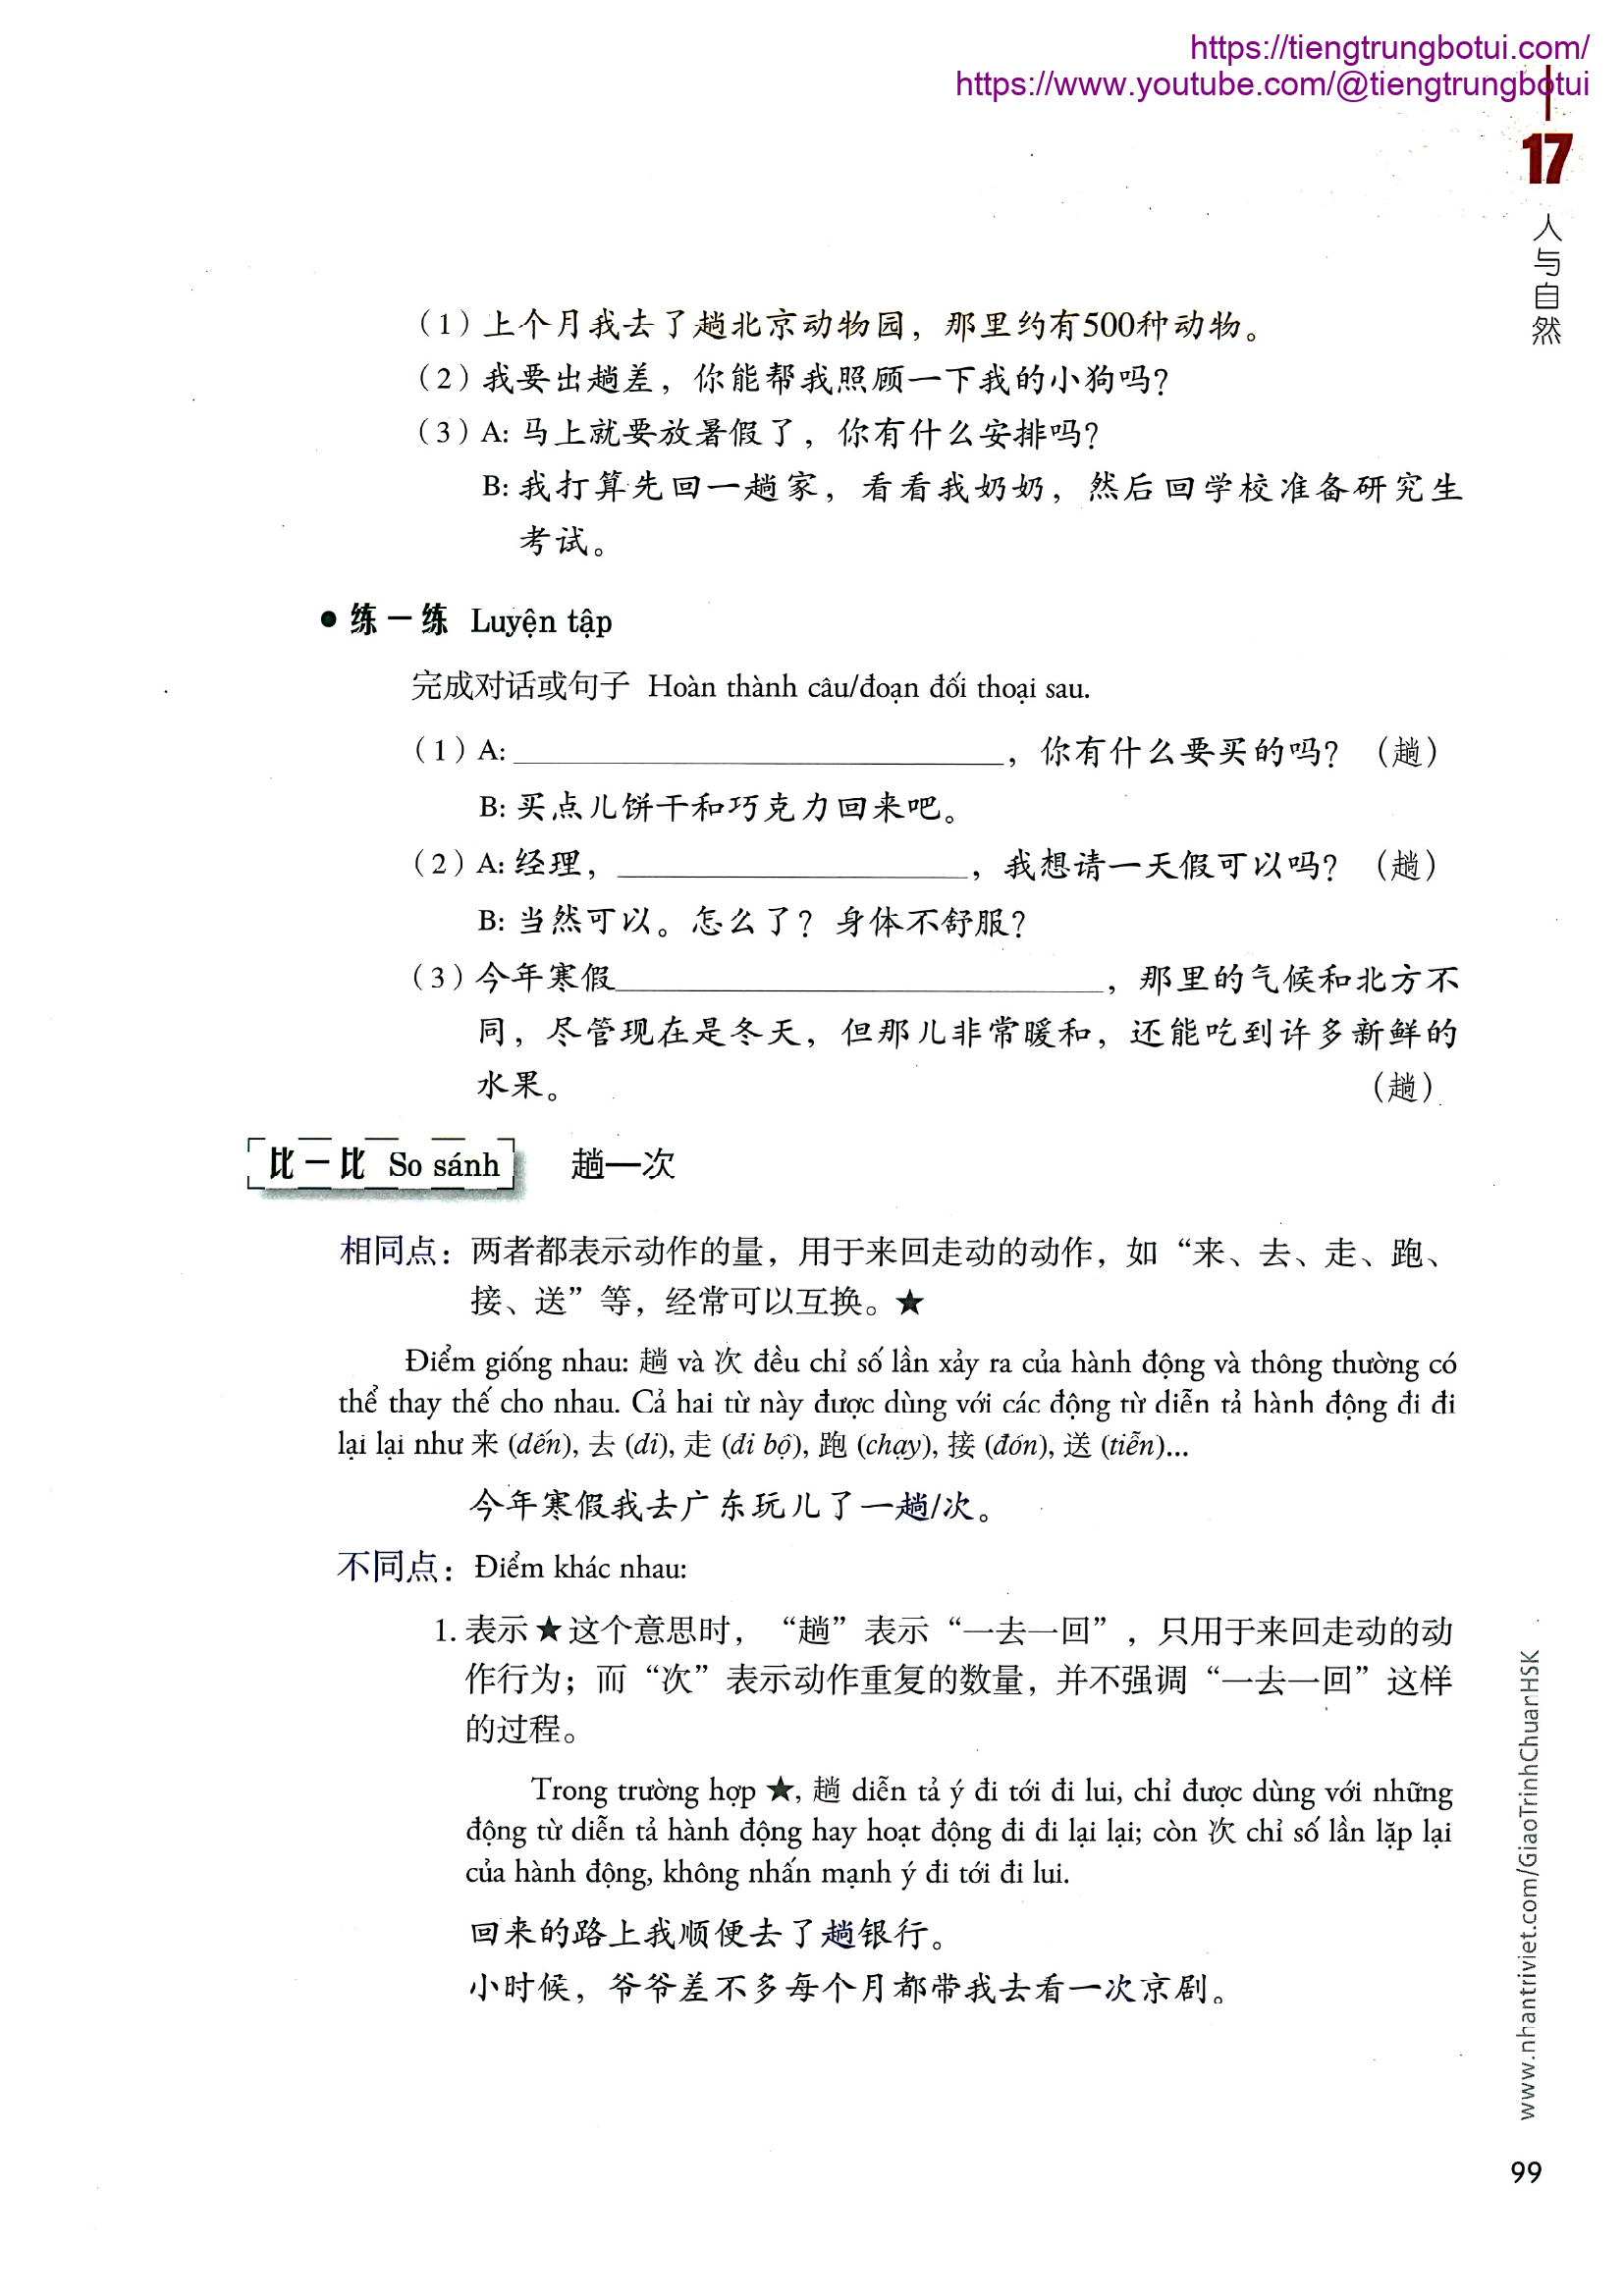 https://tiengtrungbotui.com/
https://www.youtube.com/@tiengtrungbotui
17
人与自然
（1）上个月我去了趟北京动物园，那里约有500种动物。
（2）我要出趟差，你能帮我照顾一下我的小狗吗？
（3）A: 马上就要放暑假了，你有什么安排吗？
B: 我打算先回一趟家，看看我奶奶，然后回学校准备研究生
考试。
● 练一练 Luyện tập
完成对话或句子 Hoàn thành câu/đoạn đối thoại sau.
（1）A: ______________，你有什么要买的吗？（趟）
B: 买点儿饼干和巧克力回来吧。
（2）A: 经理，______________，我想请一天假可以吗？（趟）
B: 当然可以。怎么了？身体不舒服？
（3）今年寒假______________，那里的气候和北方不
同，尽管现在是冬天，但那儿非常暖和，还能吃到许多新鲜的
水果。（趟）
比一比 So sánh 趟—次
相同点：两者都表示动作的量，用于来回走动的动作，如“来、去、走、跑、
接、送”等，经常可以互换。★
Điểm giống nhau: 趟 và 次 đều chỉ số lần xảy ra của hành động và thông thường có
thể thay thế cho nhau. Cả hai từ này được dùng với các động từ diễn tả hành động đi đi
lại lại như 来 (đến), 去 (đi), 走 (đi bộ), 跑 (chạy), 接 (đón), 送 (tiễn)...
今年寒假我去广东玩儿了一趟/次。
不同点：Điểm khác nhau:
1. 表示★这个意思时，“趟”表示“一去一回”，只用于来回走动的动
作行为；而“次”表示动作重复的数量，并不强调“一去一回”这样
的过程。
Trong trường hợp ★, 趟 diễn tả ý đi tới đi lui, chỉ được dùng với những
động từ diễn tả hành động hay hoạt động đi đi lại lại; còn 次 chỉ số lần lặp lại
của hành động, không nhấn mạnh ý đi tới đi lui.
回来的路上我顺便去了趟银行。
小时候，爷爷差不多每个月都带我去看一次京剧。
www.nhantriviet.com/GiaoTrinhChuanHSK
99